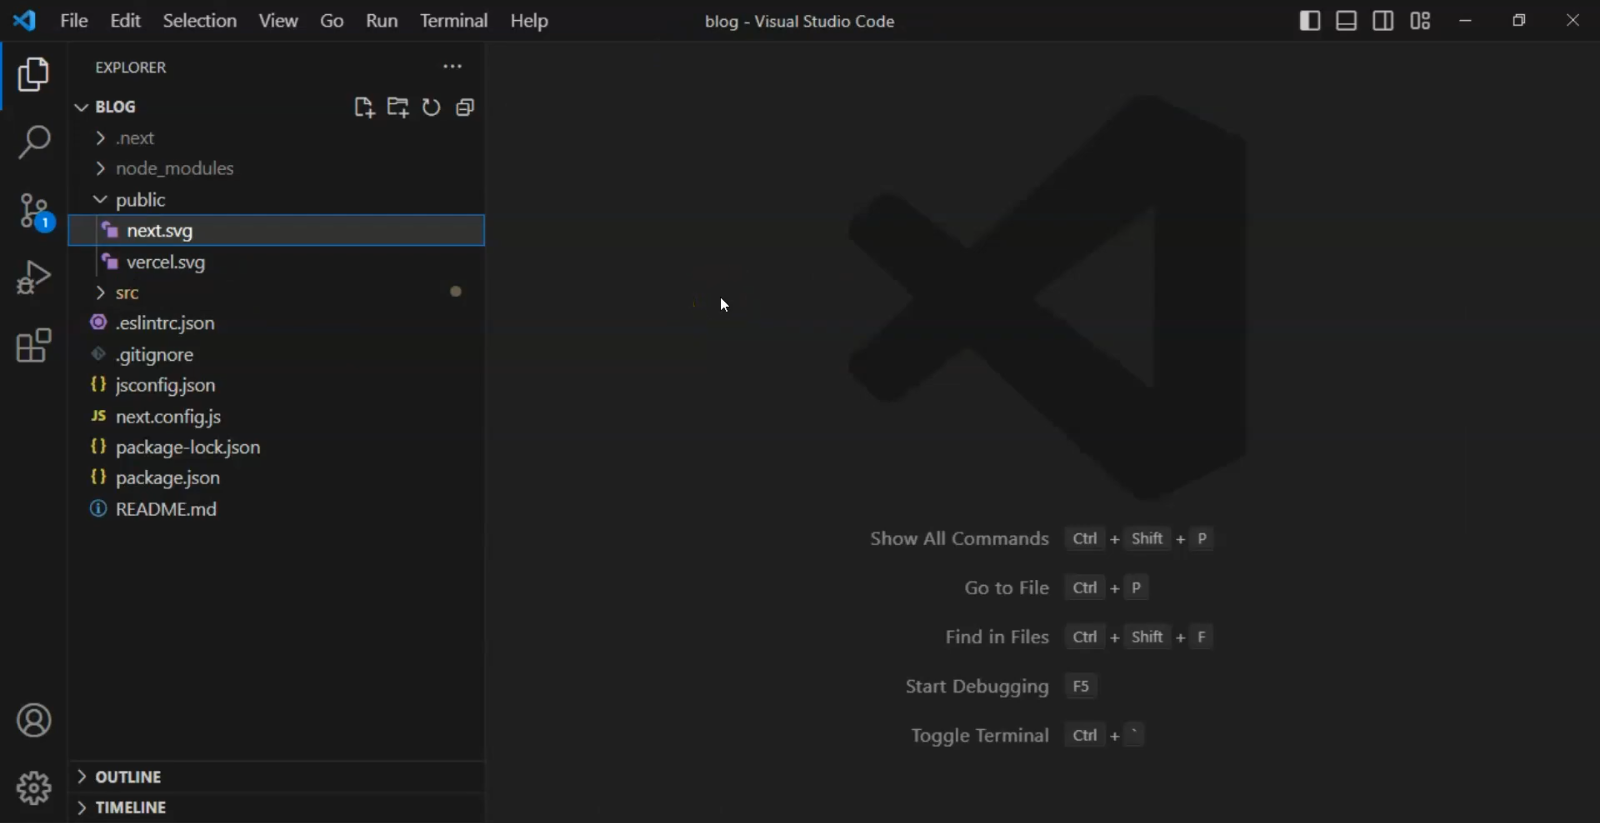 File Edit Selection View Go Run Terminal Help blog - Visual Studio Code
EXPLORER
BLOG
.next
node_modules
public
next.svg
vercel.svg
src
.eslintrc.json
.gitignore
{} jsconfig.json
JS next.config.js
{} package-lock.json
{} package.json
README.md
1
Show All Commands Ctrl + Shift + P
Go to File Ctrl + P
Find in Files Ctrl + Shift + F
Start Debugging F5
Toggle Terminal Ctrl + `
OUTLINE
TIMELINE